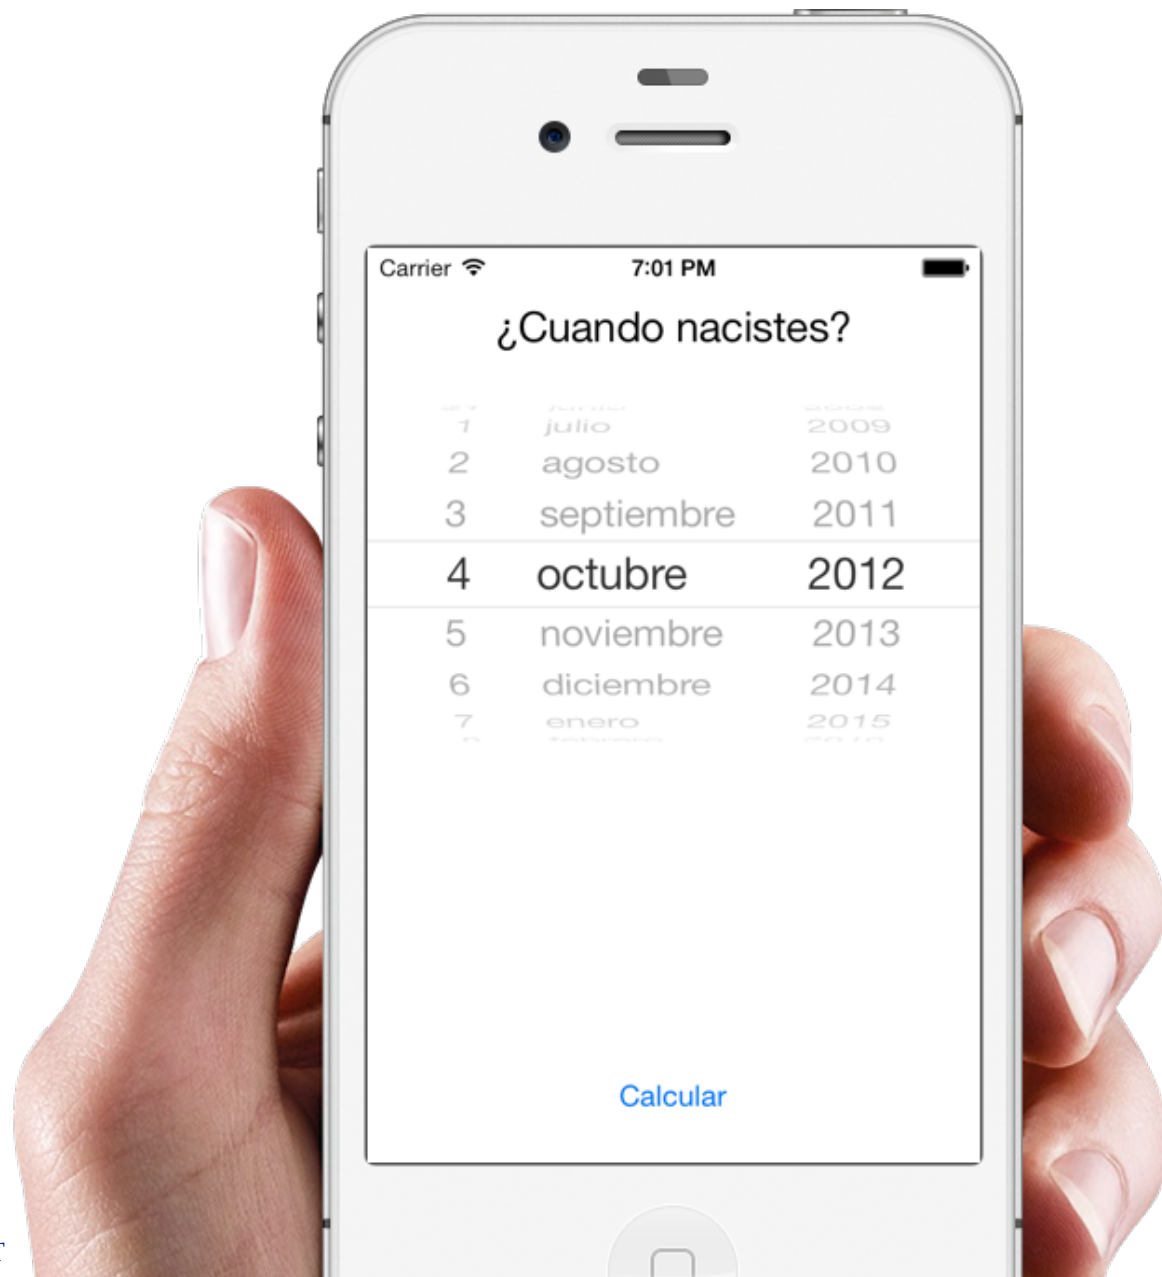 Carrier 7:01 PM
¿Cuando nacistes?
1 julio 2009
2 agosto 2010
3 septiembre 2011
4 octubre 2012
5 noviembre 2013
6 diciembre 2014
7 enero 2015
Calcular